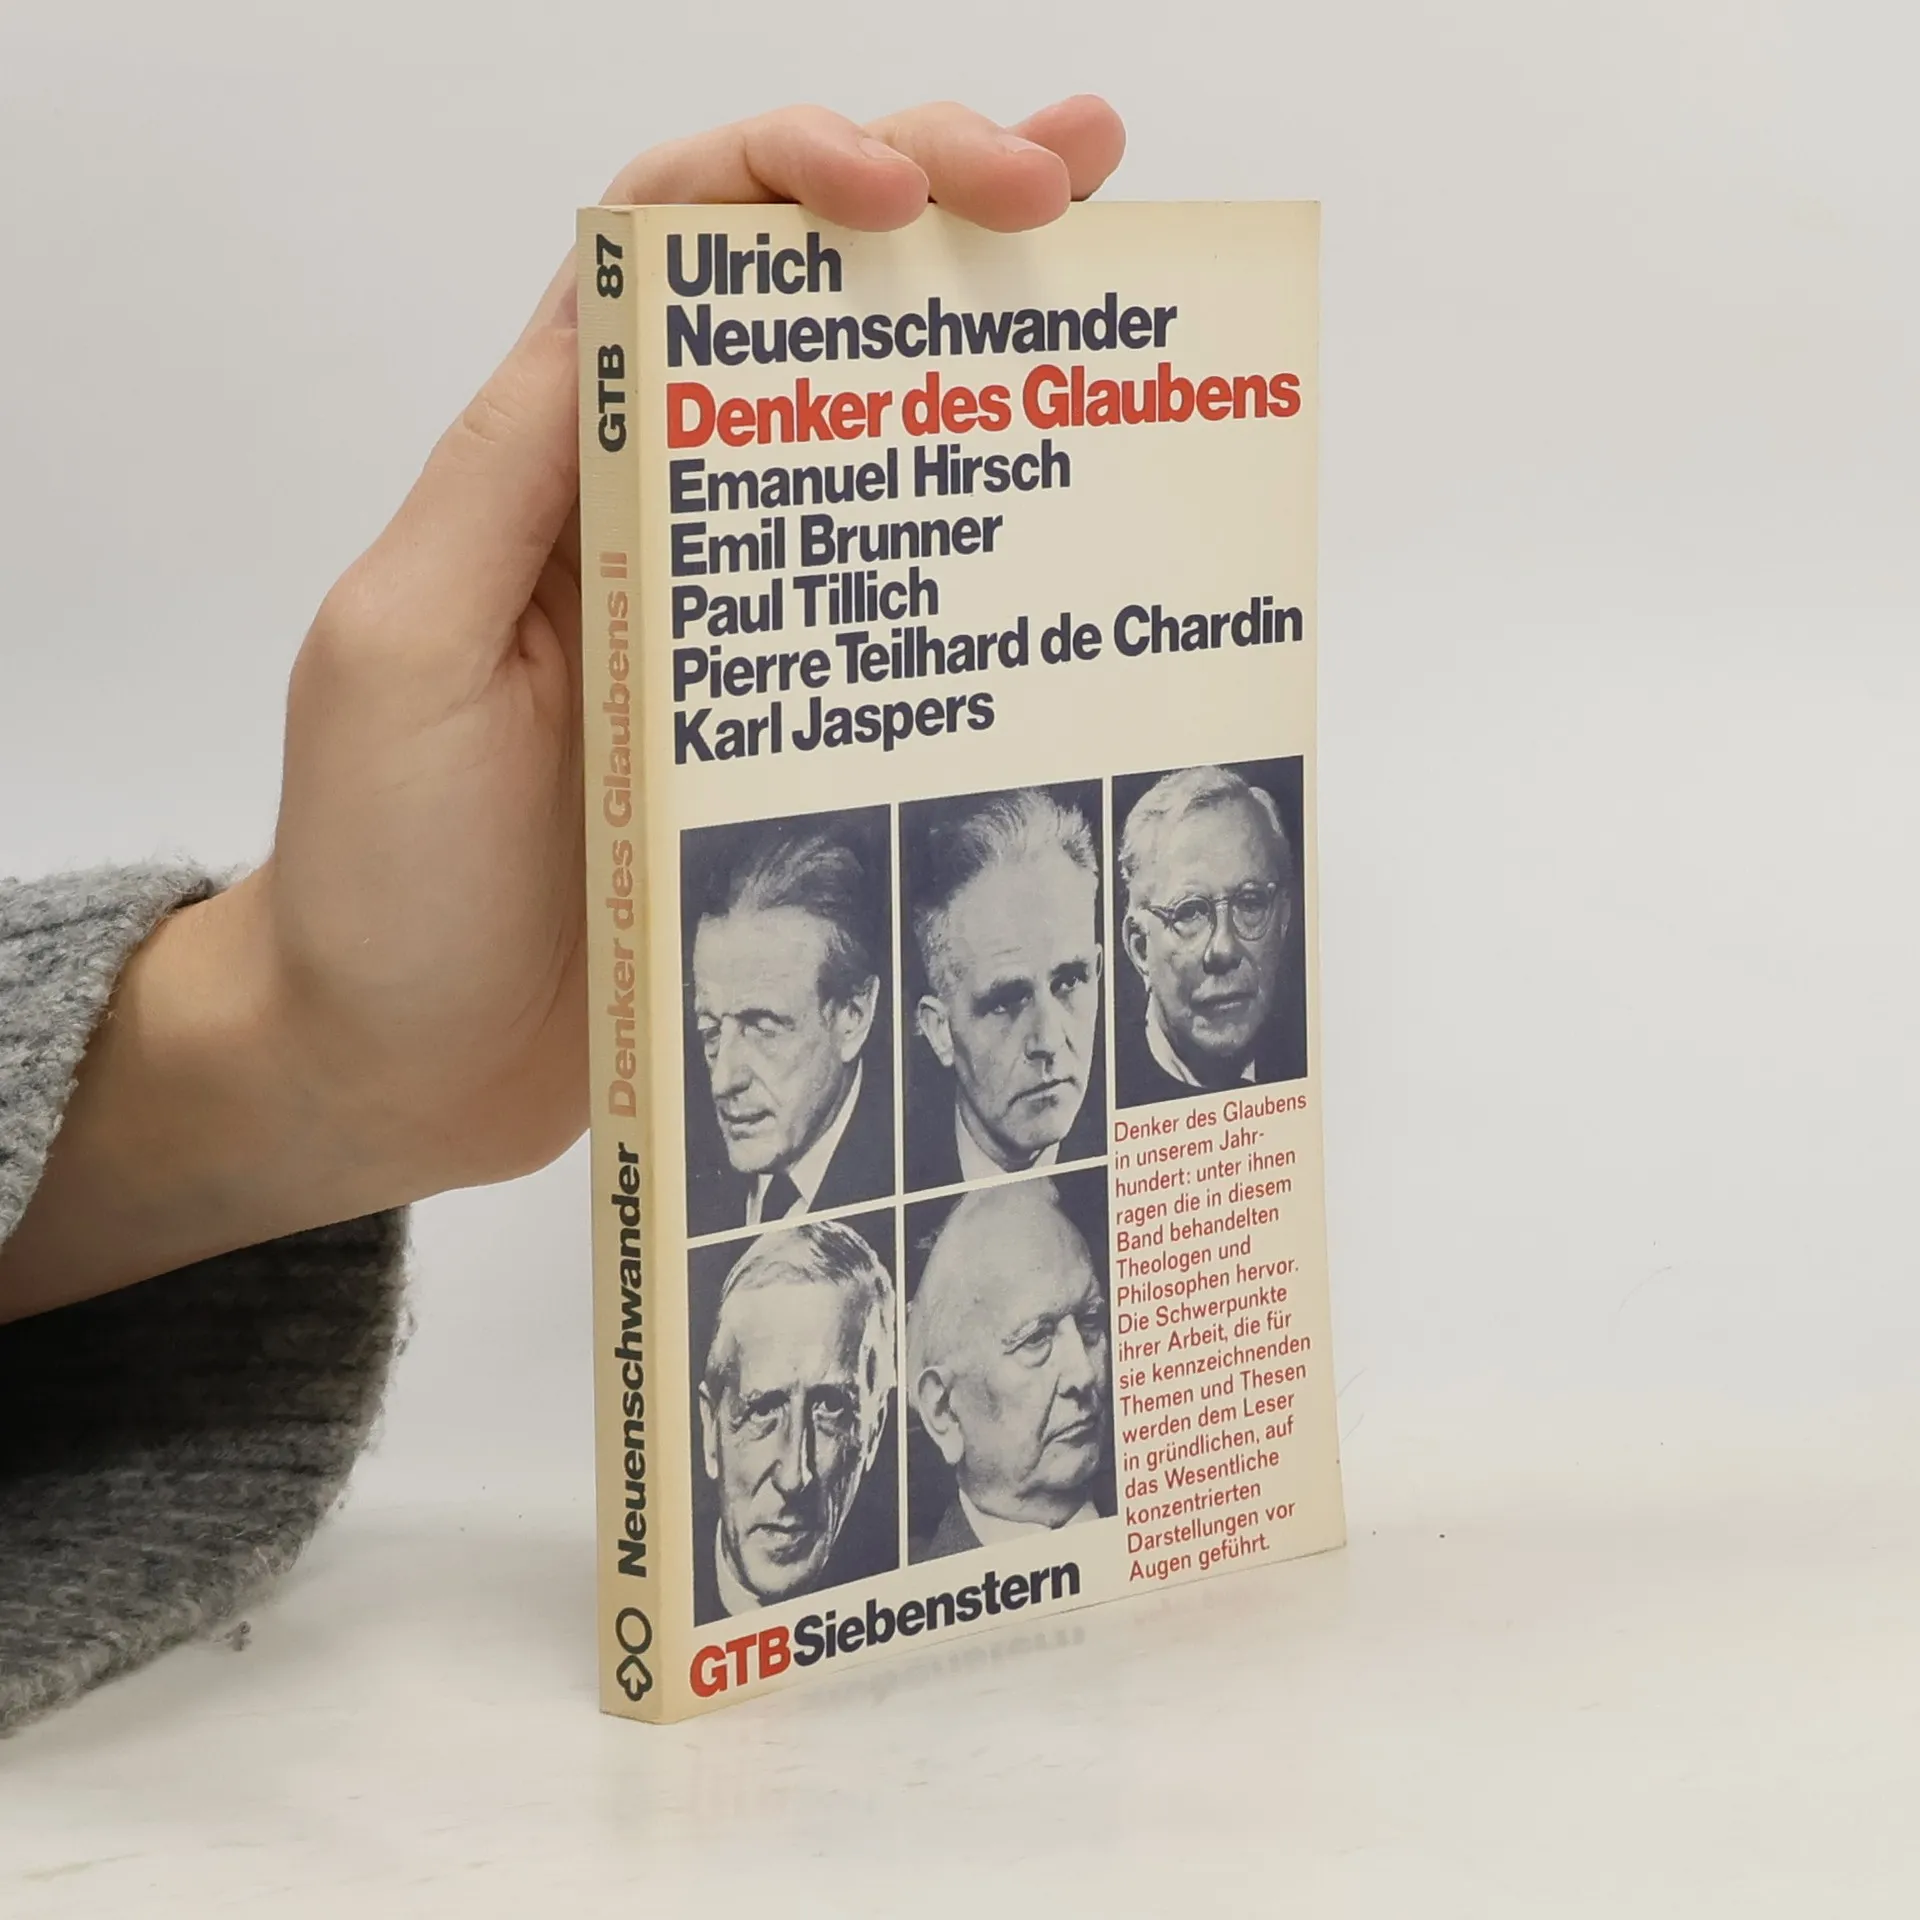 Ulrich
Neuenschwander
Denker des Glaubens
Emanuel Hirsch
Emil Brunner
Paul Tillich
Pierre Teilhard de Chardin
Karl Jaspers
Denker des Glaubens
in unserem Jahr-
hundert: unter ihnen
ragen die in diesem
Band behandelten
Theologen und
Philosophen hervor.
Die Schwerpunkte
ihrer Arbeit, die für
sie kennzeichnenden
Themen und Thesen
werden dem Leser
in gründlichen, auf
das Wesentliche
konzentrierten
Darstellungen vor
Augen geführt.
GTBSiebenstern
Neuenschwander Denker des Glaubens II GTB 87